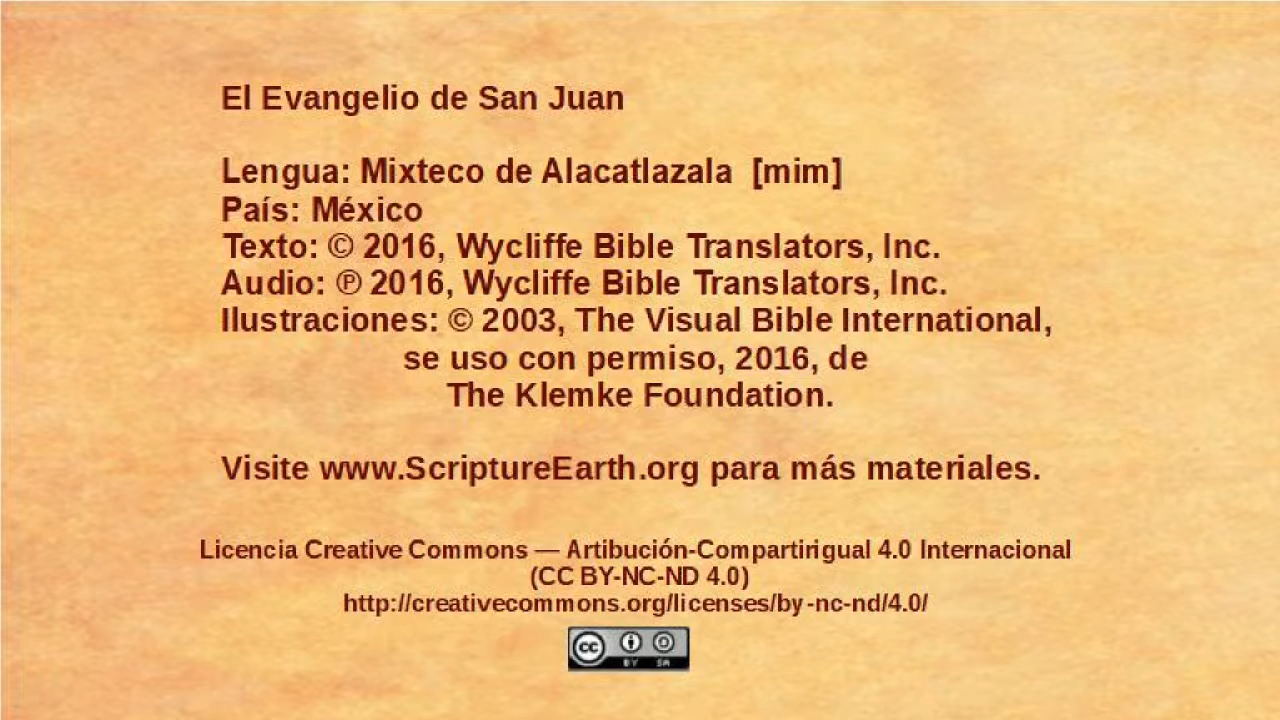 El Evangelio de San Juan
Lengua: Mixteco de Alacatlazala [mim]
País: México
Texto: © 2016, Wycliffe Bible Translators, Inc.
Audio: ℗ 2016, Wycliffe Bible Translators, Inc.
Ilustraciones: © 2003, The Visual Bible International,
se uso con permiso, 2016, de
The Klemke Foundation.
Visite www.ScriptureEarth.org para más materiales.
Licencia Creative Commons — Artibución-Compartirigual 4.0 Internacional
(CC BY-NC-ND 4.0)
http://creativecommons.org/licenses/by-nc-nd/4.0/
cc
BY SA